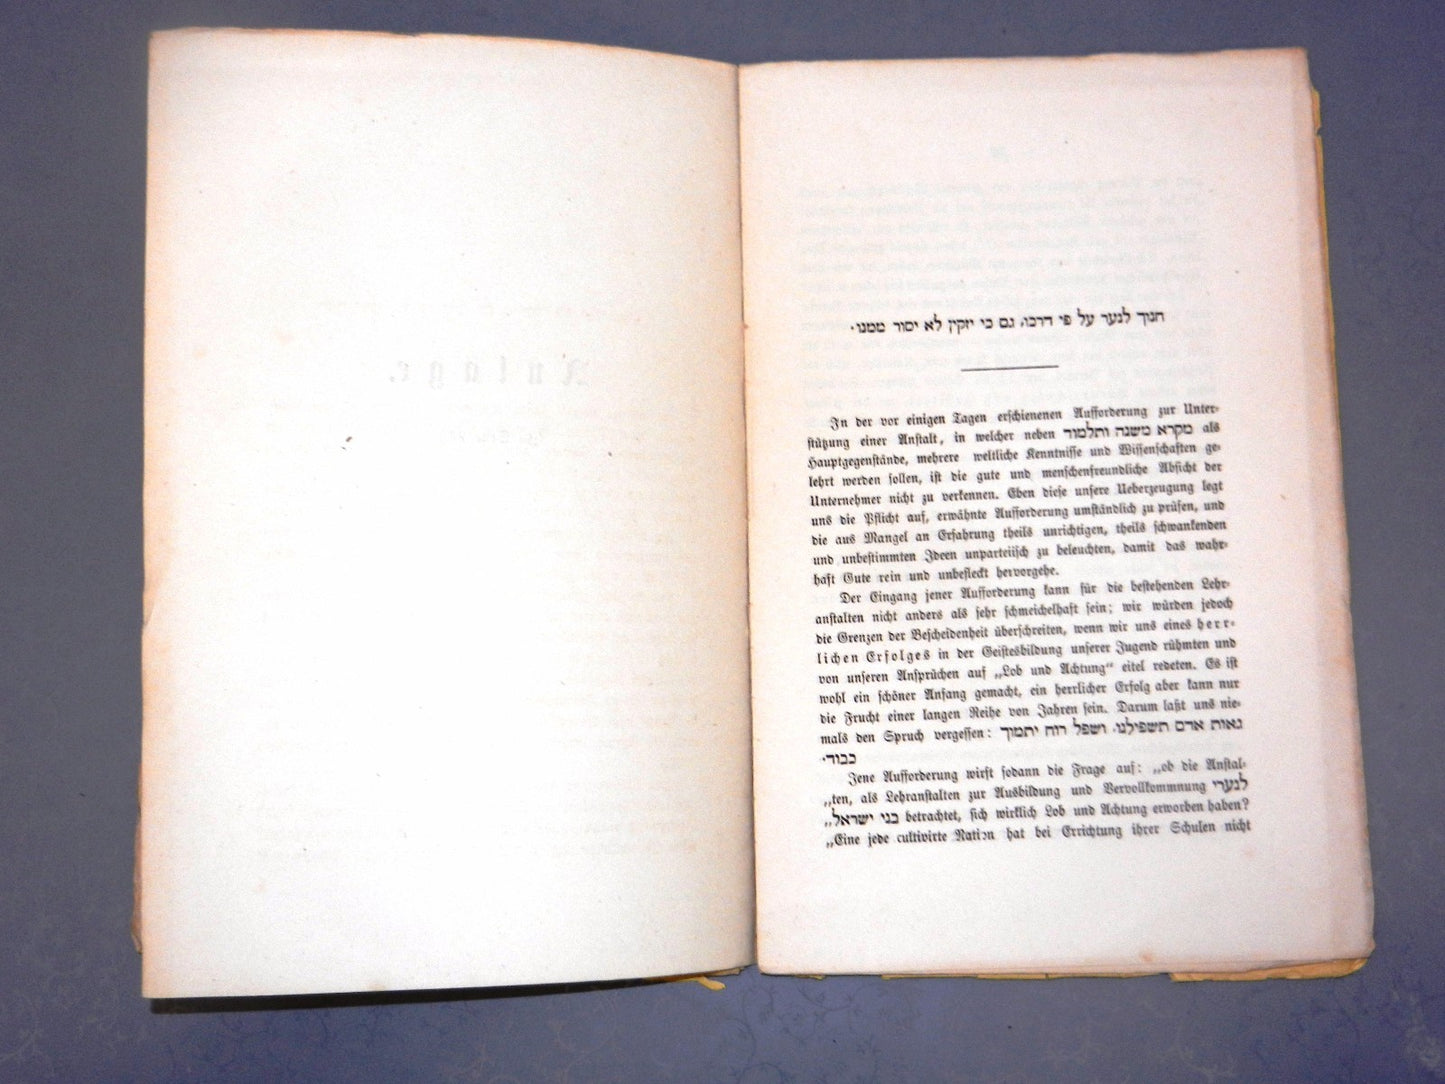 Anlage.
חנוך לנער על פי דרכו, גם כי יזקין לא יסור ממנו.
In der vor einigen Tagen erschienenen Aufforderung zur Unter-
stützung einer Anstalt, in welcher neben מקרא משנה ותלמוד als
Hauptgegenstände, mehrere weltliche Kenntnisse und Wissenschaften ge-
lehrt werden sollen, ist die gute und menschenfreundliche Absicht der
Unternehmer nicht zu verkennen. Eben diese unsere Ueberzeugung legt
uns die Pflicht auf, erwähnte Aufforderung umständlich zu prüfen, und
die aus Mangel an Erfahrung theils unrichtigen, theils schwankenden
und unbestimmten Ideen unparteiisch zu beleuchten, damit das wahr-
haft Gute rein und unbefleckt hervorgehe.
Der Eingang jener Aufforderung kann für die bestehenden Lehr-
anstalten nicht anders als sehr schmeichelhaft sein; wir würden jedoch
die Grenzen der Bescheidenheit überschreiten, wenn wir uns eines herr-
lichen Erfolges in der Geistesbildung unserer Jugend rühmten und
von unseren Ansprüchen auf „Lob und Achtung“ eitel redeten. Es ist
wohl ein schöner Anfang gemacht, ein herrlicher Erfolg aber kann nur
die Frucht einer langen Reihe von Jahren sein. Darum laßt uns nie-
mals den Spruch vergessen: גאות אדם תשפילנו, ושפל רוח יתמוך
כבוד.
Jene Aufforderung wirft sodann die Frage auf: „ob die Anstal-
„ten, als Lehranstalten zur Ausbildung und Vervollkommnung לנערי
„בני ישראל betrachtet, sich wirklich Lob und Achtung erworben haben?
„Eine jede cultivirte Nation hat bei Errichtung ihrer Schulen nicht